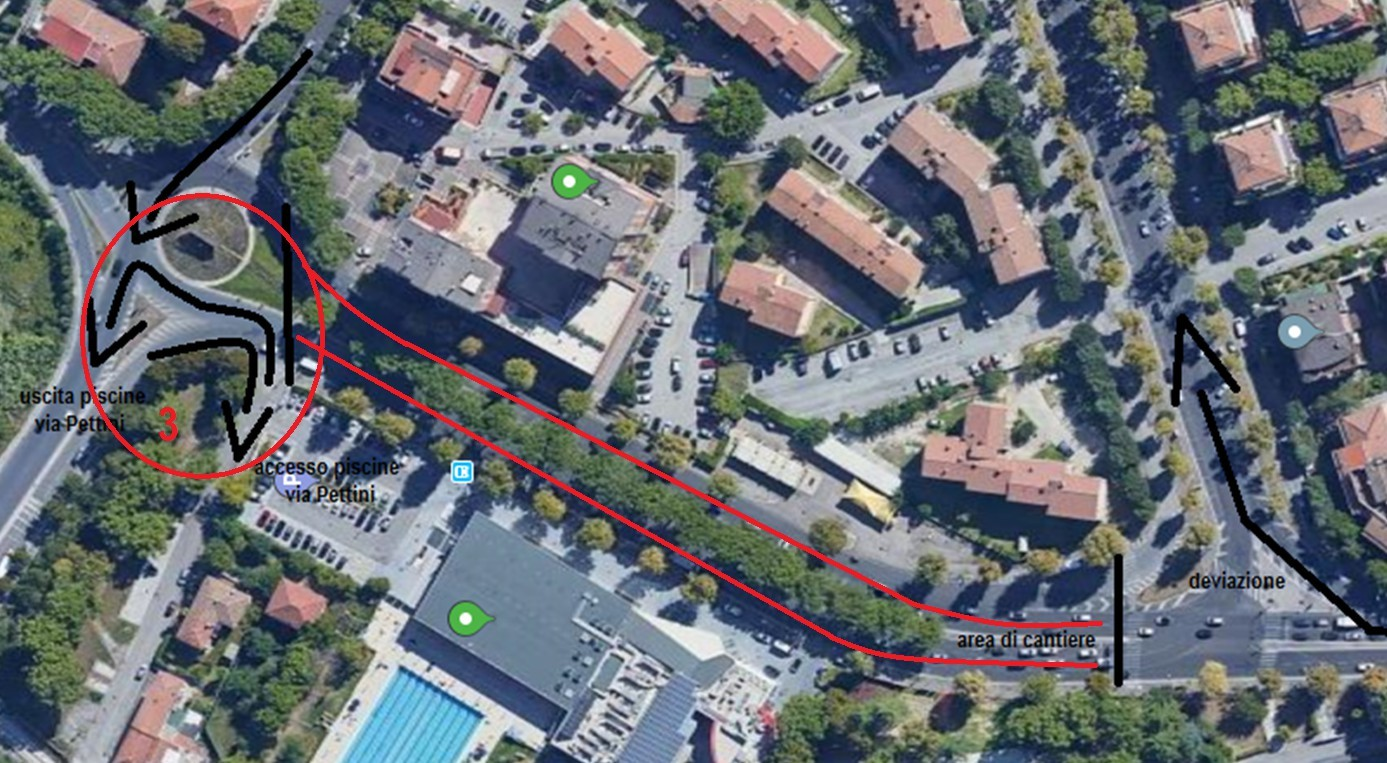 uscita piscine
via Pettini
3
accesso piscine
P
via Pettini
area di cantiere
deviazione